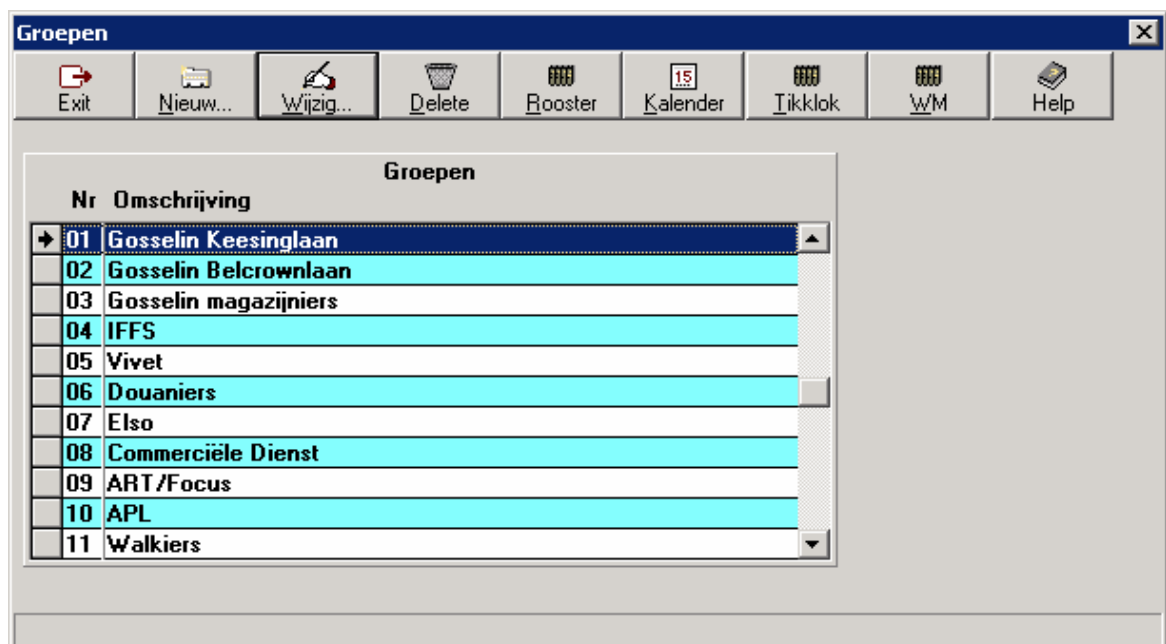 Groepen
Exit Nieuw... Wijzig... Delete Rooster 15 Kalender Tikklok WM Help
Groepen
Nr Omschrijving
01 Gosselin Keesinglaan
02 Gosselin Belcrownlaan
03 Gosselin magazijniers
04 IFFS
05 Vivet
06 Douaniers
07 Elso
08 Commerciële Dienst
09 ART/Focus
10 APL
11 Walkiers